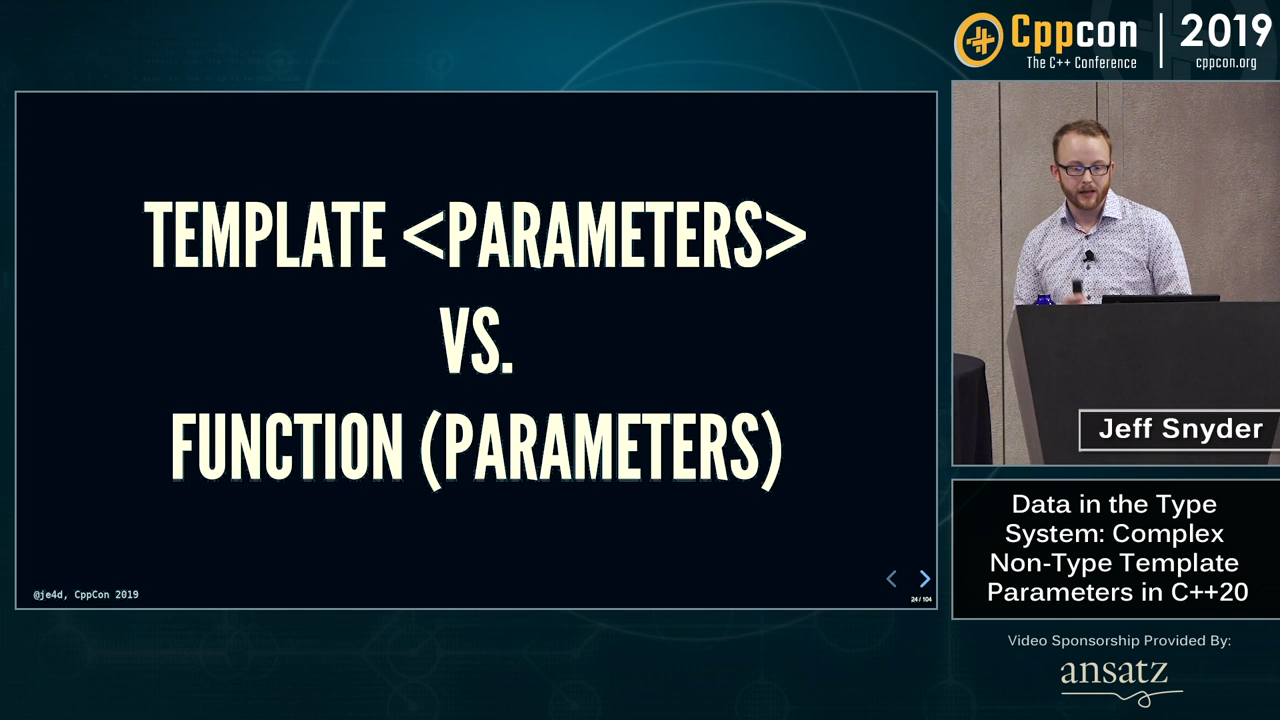 Cppcon
The C++ Conference
2019
cppcon.org
TEMPLATE <PARAMETERS>
VS.
FUNCTION (PARAMETERS)
@je4d, CppCon 2019
24 / 104
Jeff Snyder
Data in the Type
System: Complex
Non-Type Template
Parameters in C++20
Video Sponsorship Provided By:
ansatz